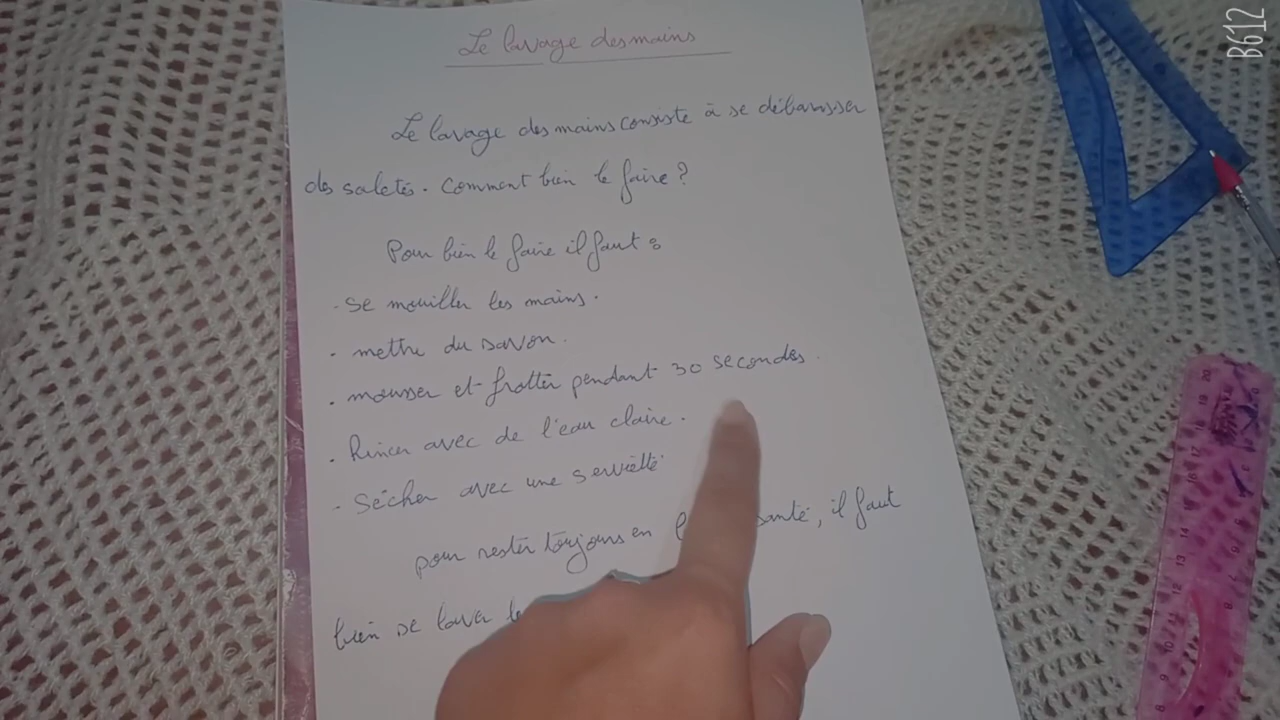 Le lavage des mains
Le lavage des mains consiste à se débarasser
des saletés. Comment bien le faire ?
Pour bien le faire il faut :
- se mouiller les mains.
. mettre du savon.
. mousser et frotter pendant 30 secondes.
. Rincer avec de l'eau claire.
. Sécher avec une serviette
pour rester toujours en santé, il faut
bien se laver
B612